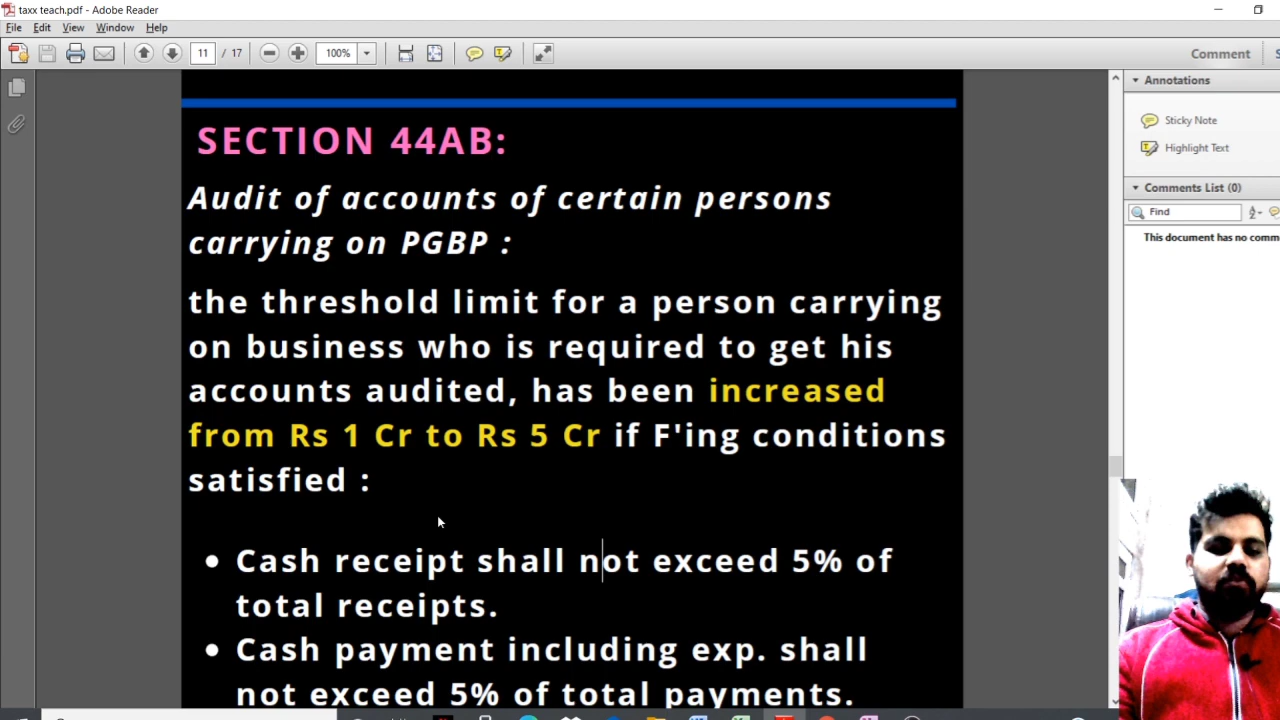 taxx teach.pdf - Adobe Reader
File Edit View Window Help
11 / 17 100% Comment
Annotations
Sticky Note
Highlight Text
Comments List (0)
Find
This document has no comm
SECTION 44AB:
Audit of accounts of certain persons
carrying on PGBP :
the threshold limit for a person carrying
on business who is required to get his
accounts audited, has been increased
from Rs 1 Cr to Rs 5 Cr if F'ing conditions
satisfied :
• Cash receipt shall not exceed 5% of
total receipts.
• Cash payment including exp. shall
not exceed 5% of total payments.